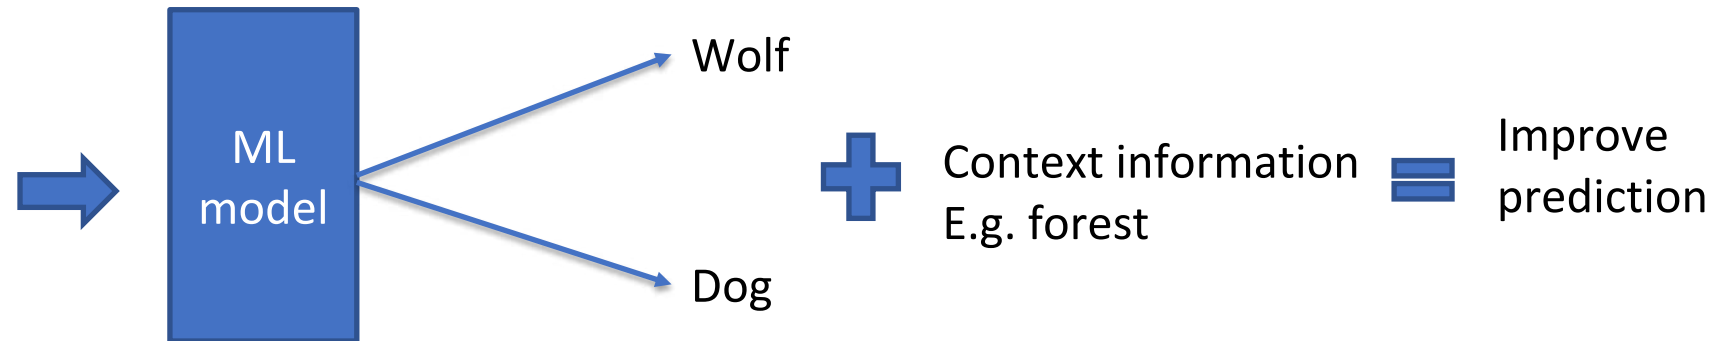 ML
model
Wolf
Dog
Context information
E.g. forest
Improve
prediction